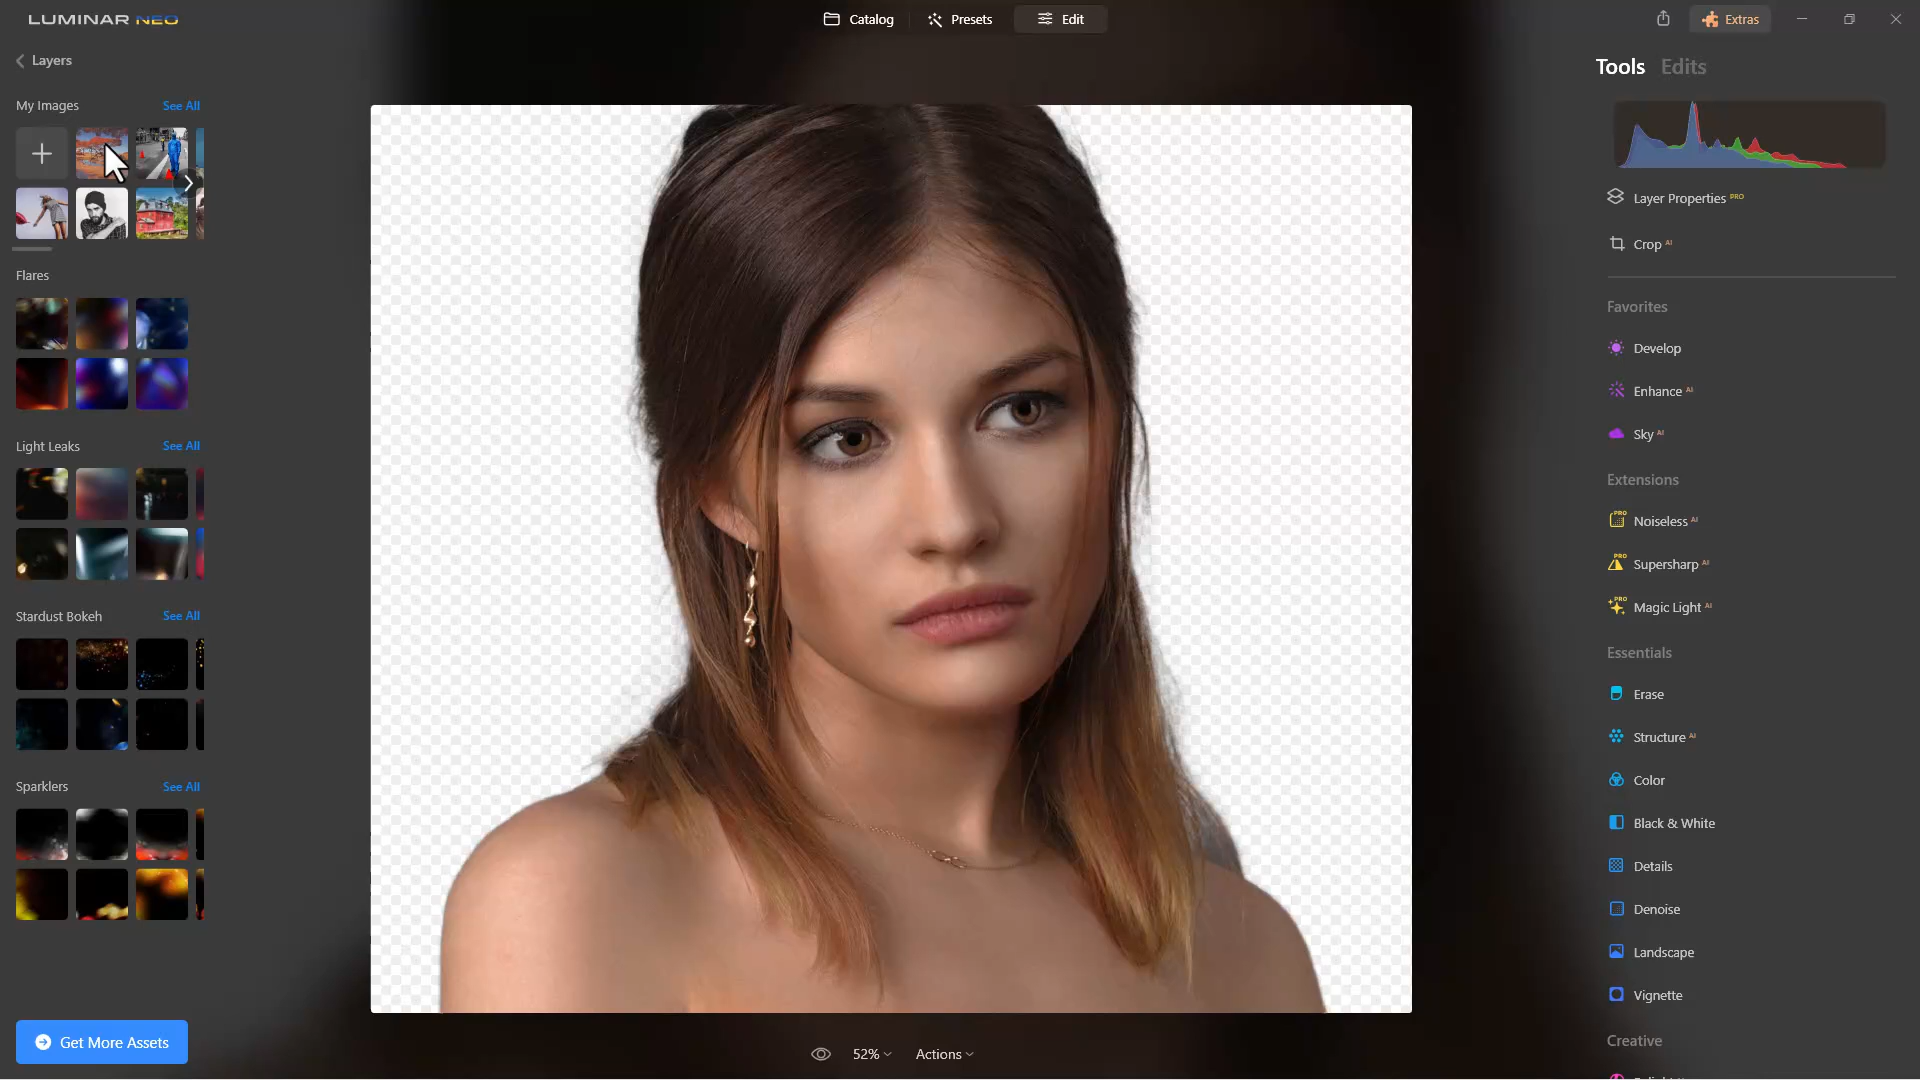 LUMINAR NEO
Catalog
Presets
Edit
Extras
Layers
Tools Edits
My Images See All
Layer Properties PRO
Crop AI
Flares
Favorites
Develop
Enhance AI
Sky AI
Light Leaks See All
Extensions
PRO
Noiseless AI
PRO
Supersharp AI
PRO
Magic Light AI
Stardust Bokeh See All
Essentials
Erase
Structure AI
Color
Sparklers See All
Black & White
Details
Denoise
Landscape
Vignette
Get More Assets
52%
Actions
Creative